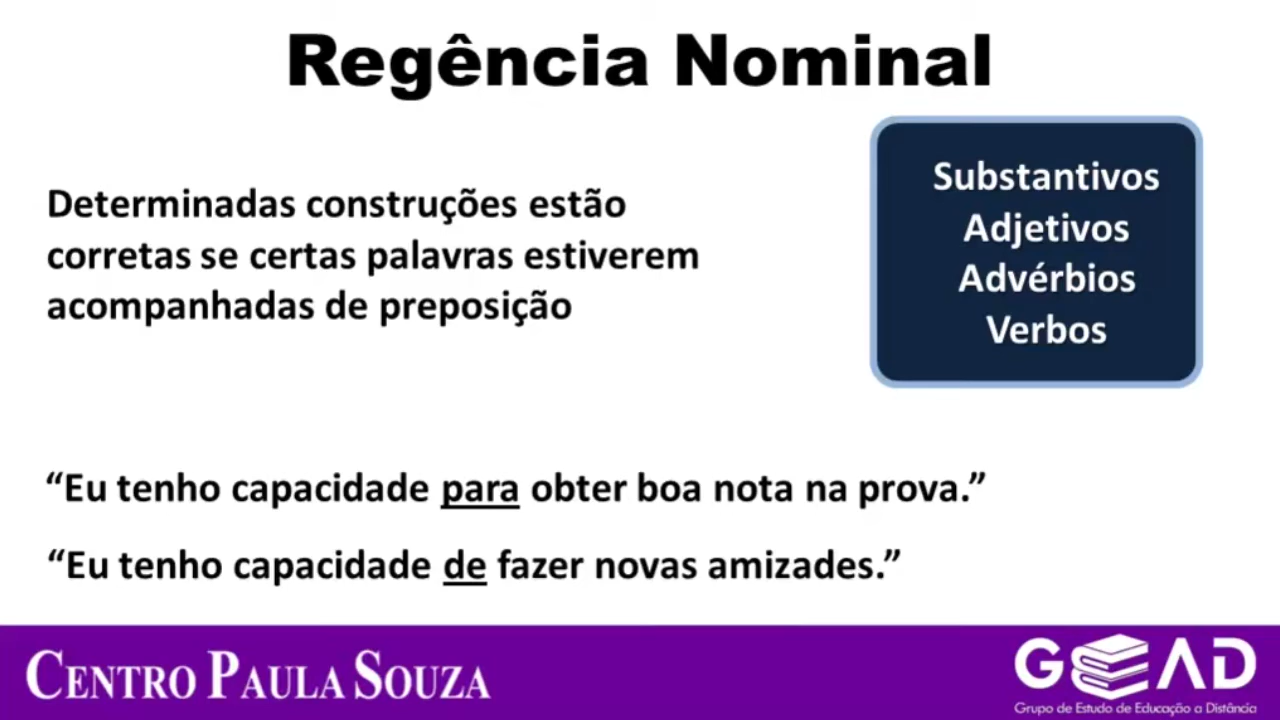 Regência Nominal
Determinadas construções estão
corretas se certas palavras estiverem
acompanhadas de preposição
Substantivos
Adjetivos
Advérbios
Verbos
“Eu tenho capacidade para obter boa nota na prova.”
“Eu tenho capacidade de fazer novas amizades.”
CENTRO PAULA SOUZA
GEAD
Grupo de Estudo de Educação a Distância